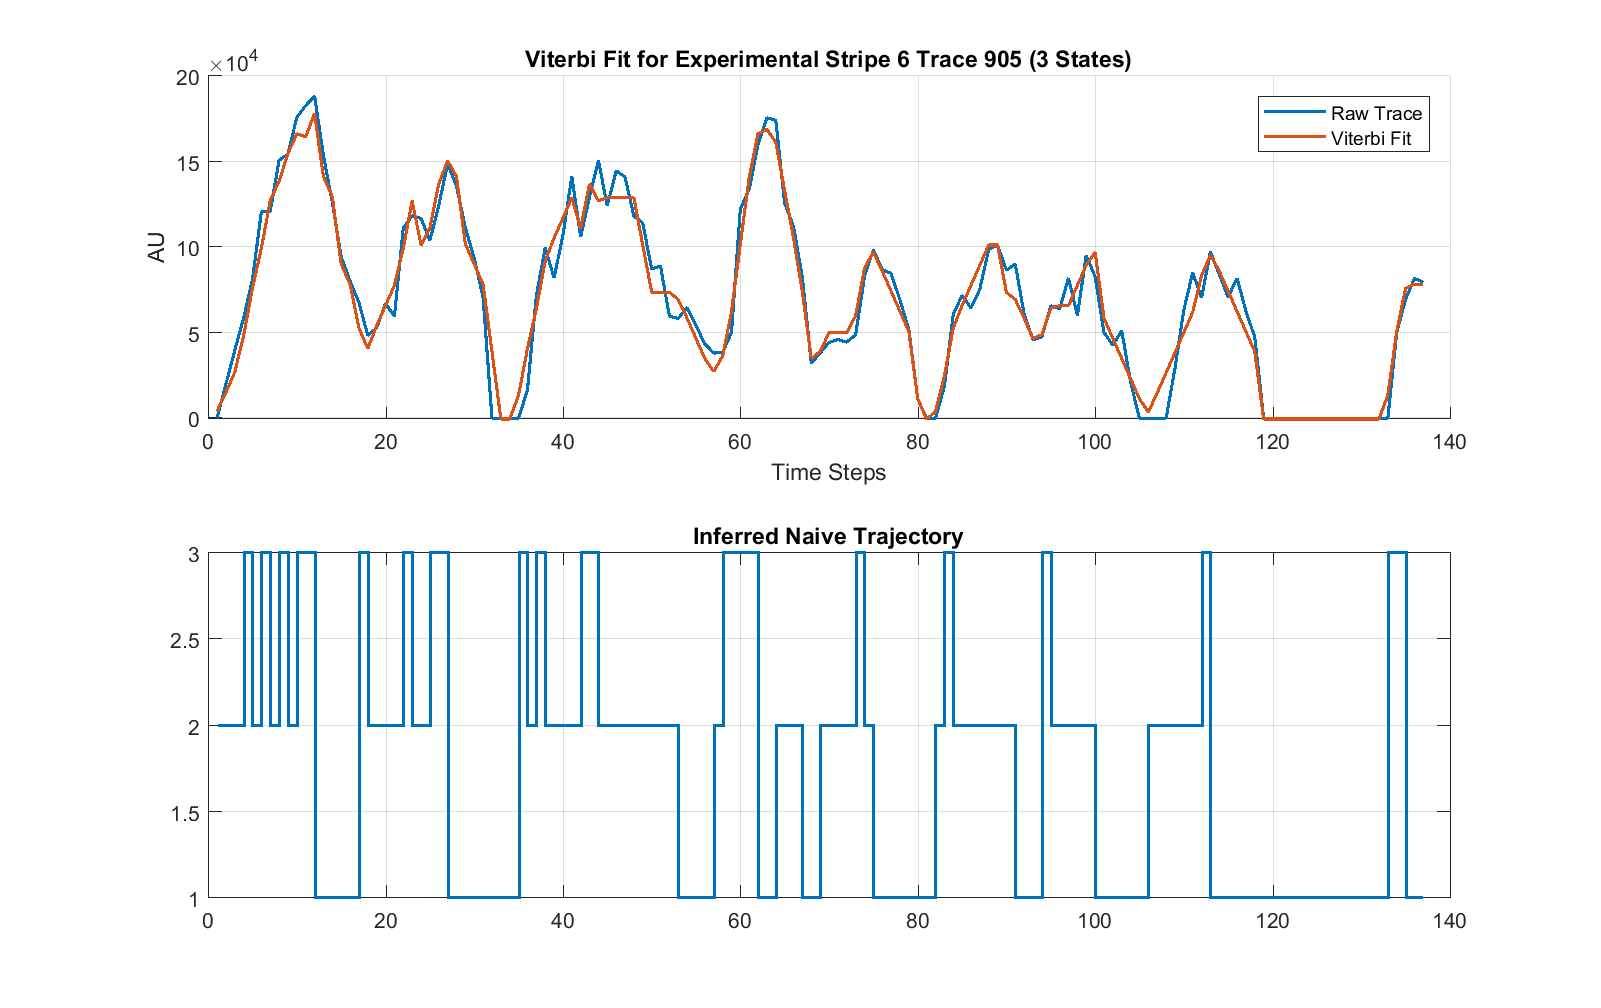 Viterbi Fit for Experimental Stripe 6 Trace 905 (3 States)
×10⁴
20
15
10
5
0
AU
Raw Trace
Viterbi Fit
0 20 40 60 80 100 120 140
Time Steps
Inferred Naive Trajectory
3
2.5
2
1.5
1
0 20 40 60 80 100 120 140